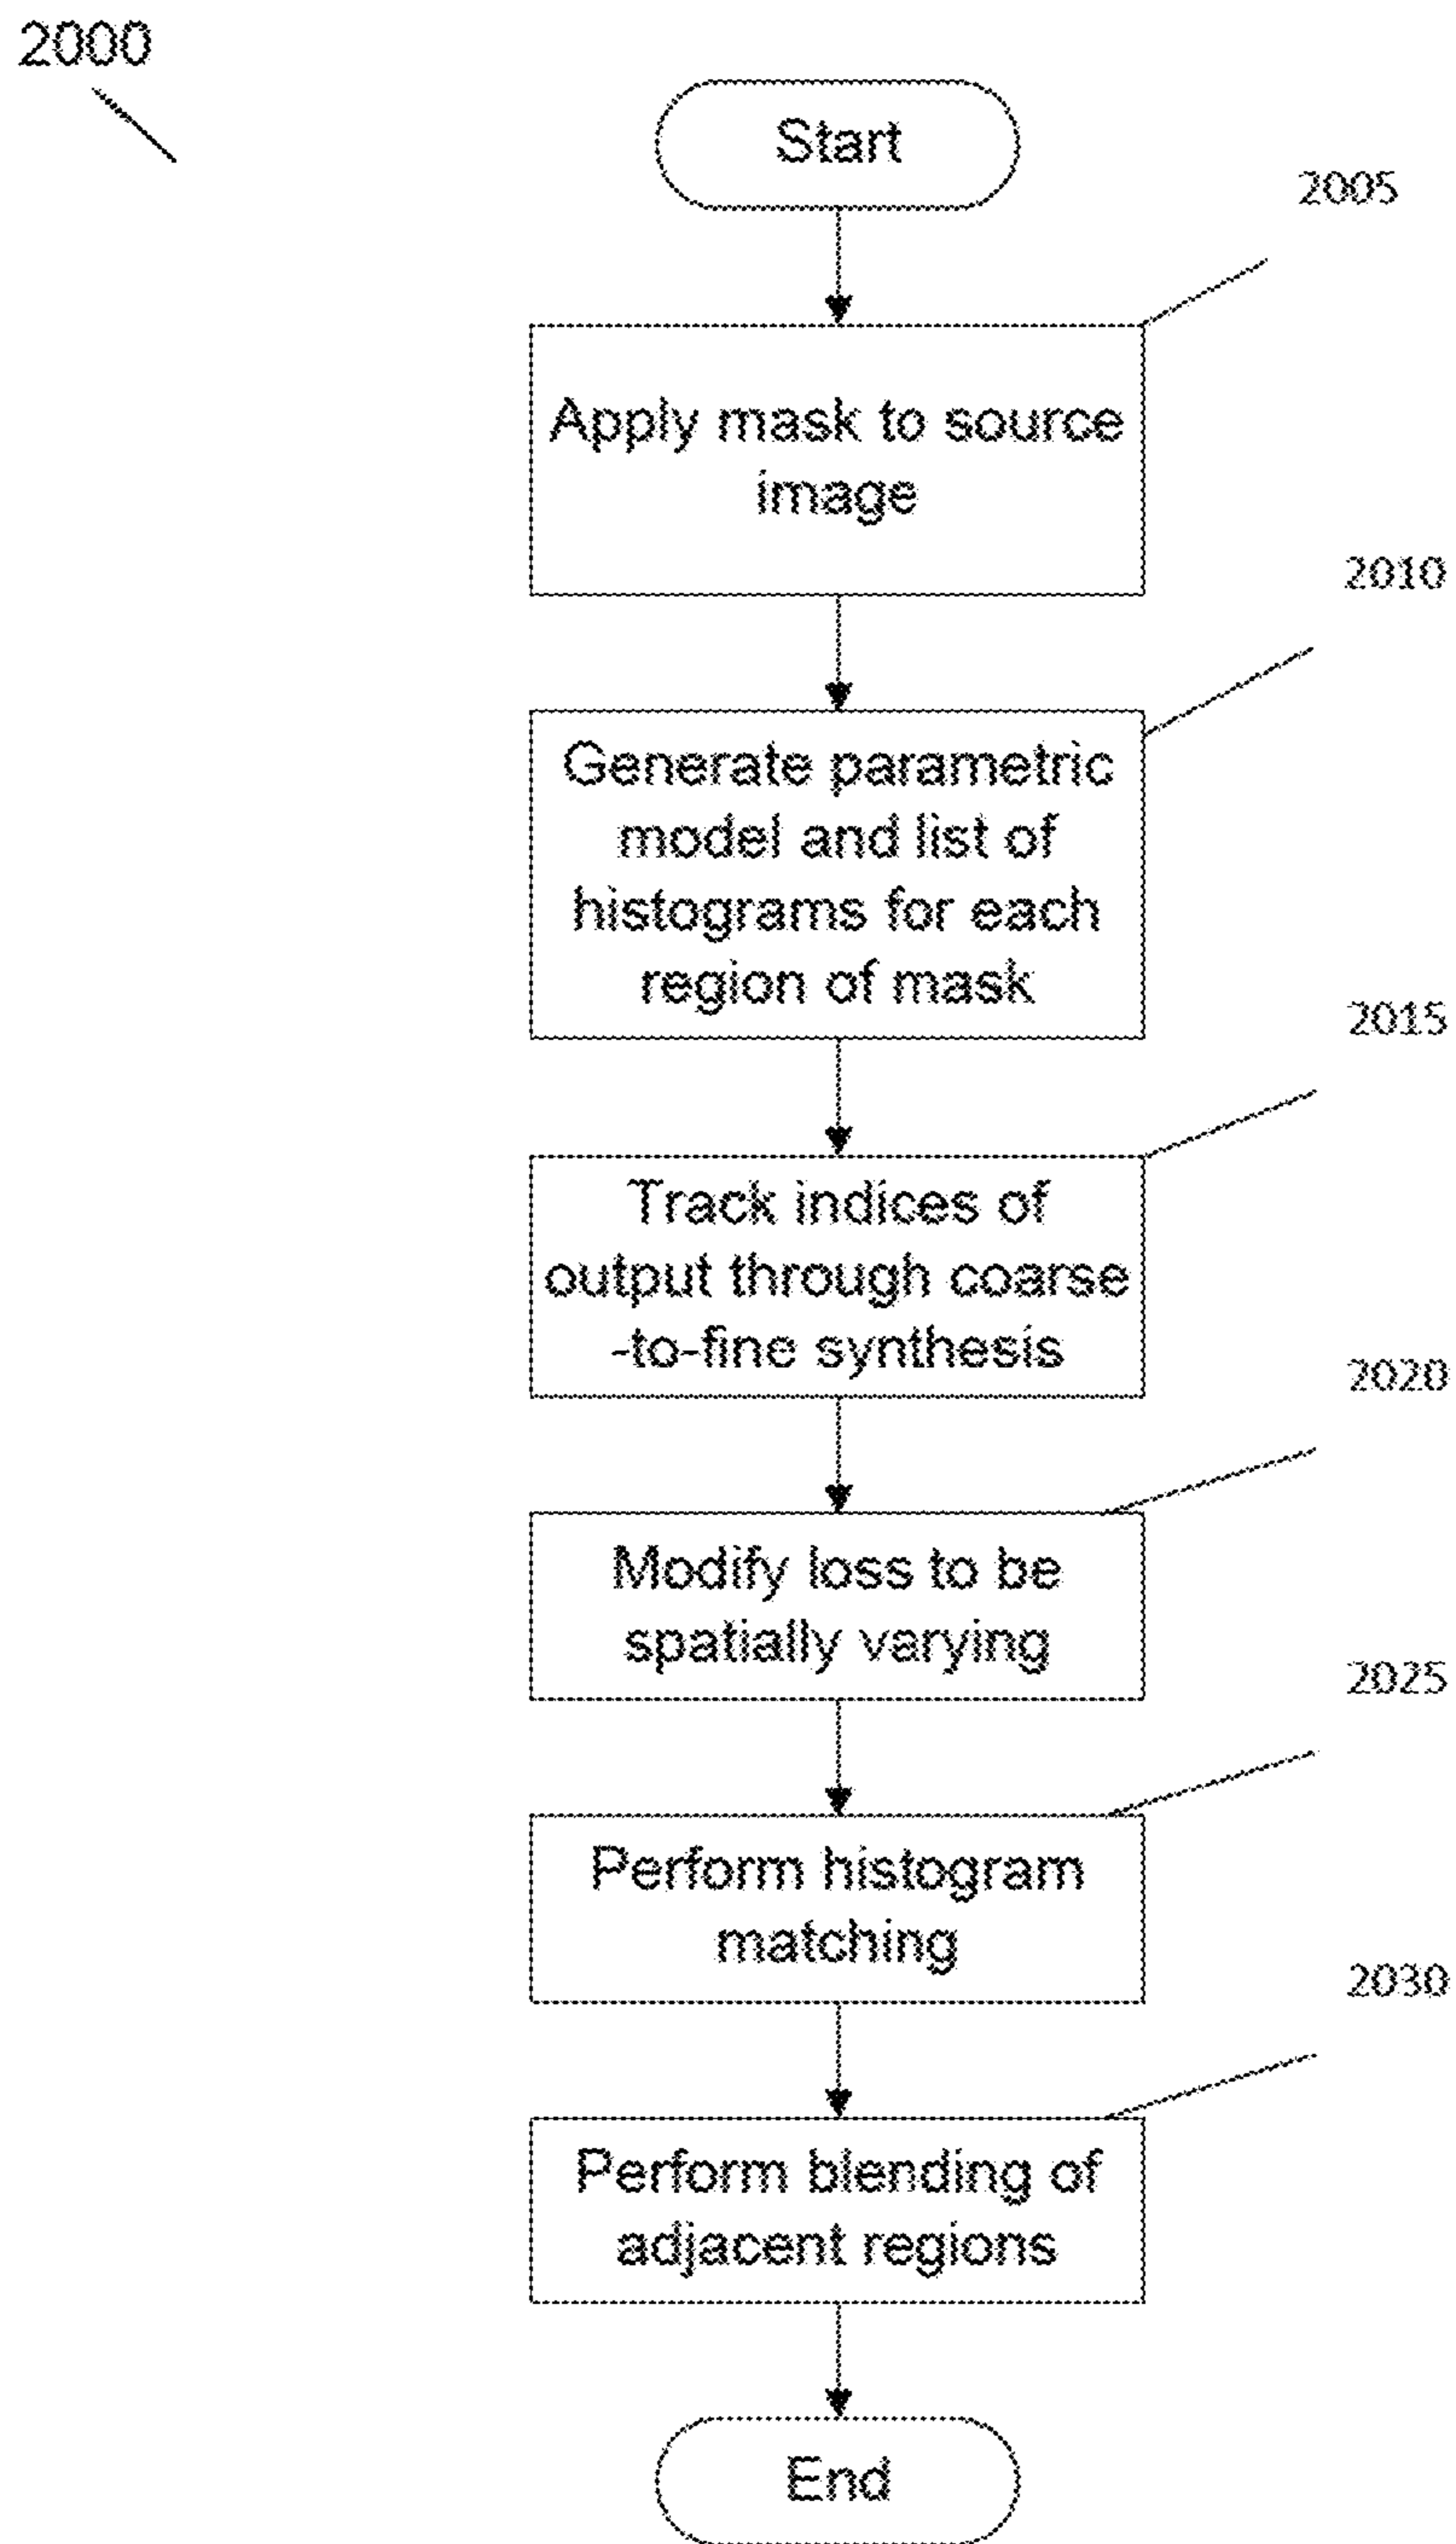 2000
Start
2005
Apply mask to source
image
2010
Generate parametric
model and list of
histograms for each
region of mask
2015
Track indices of
output through coarse
-to-fine synthesis
2020
Modify loss to be
spatially varying
2025
Perform histogram
matching
2030
Perform blending of
adjacent regions
End